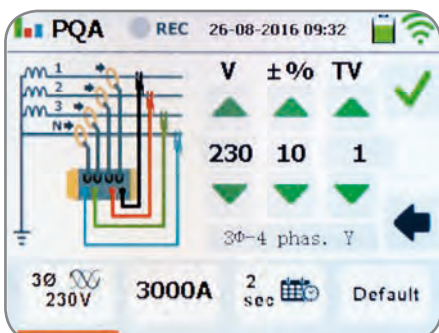 PQA REC 26-08-2016 09:32
1
2
3
N
V ±% TV
230 10 1
3Φ-4 phas. Y
3Ø 230V 3000A 2 sec Default